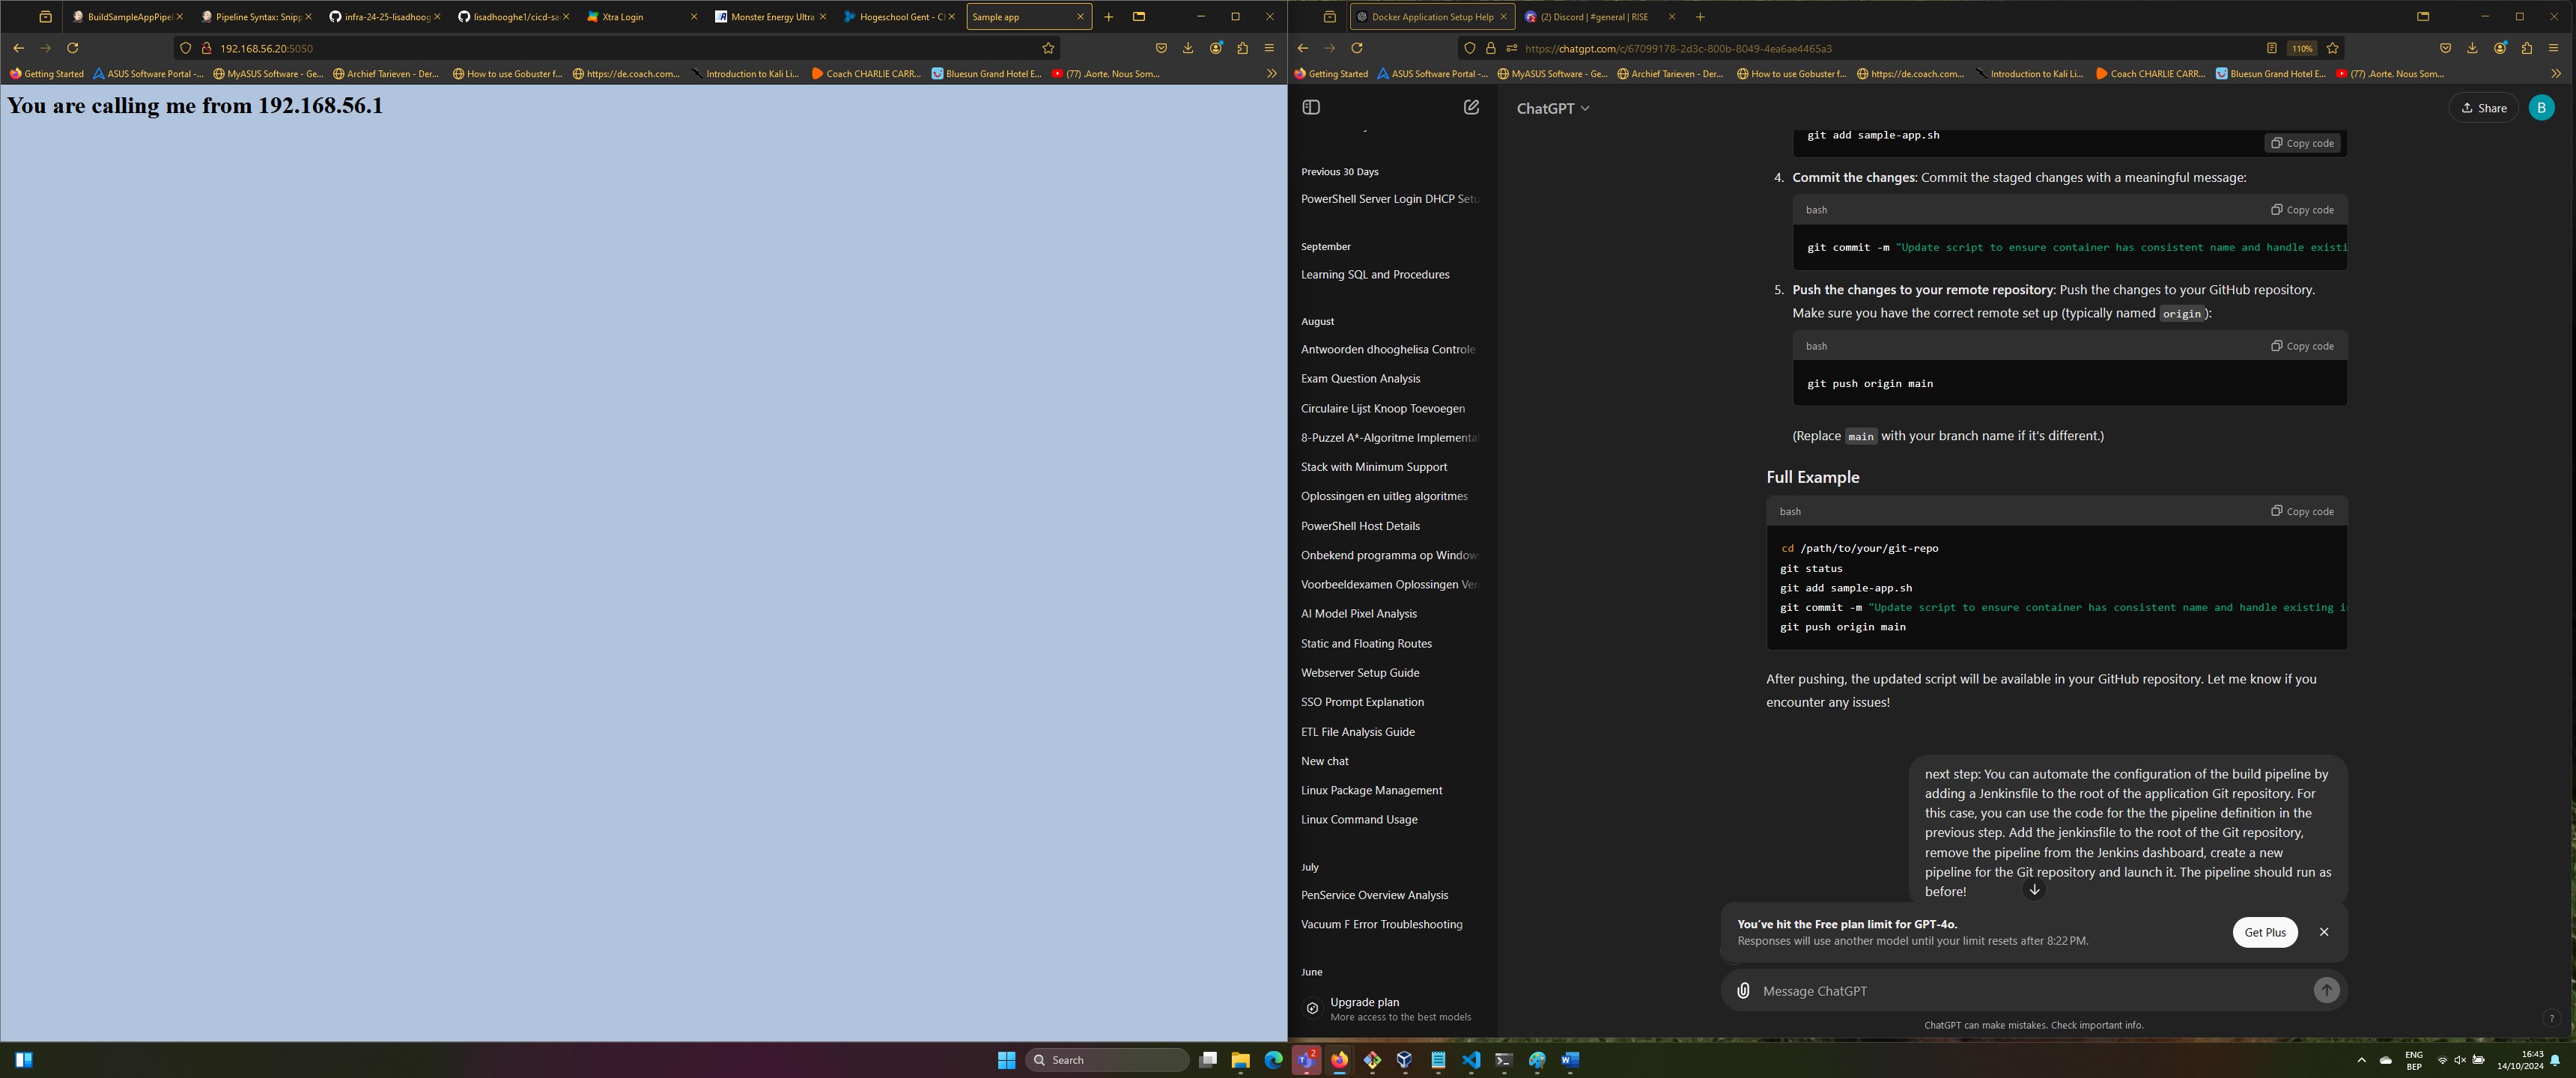 BuildSampleAppPipel
Pipeline Syntax: Snipp
infra-24-25-lisadhoog
lisadhooghe1/cicd-sa
Xtra Login
Monster Energy Ultra
Hogeschool Gent - Cl
Sample app
192.168.56.20:5050
Getting Started
ASUS Software Portal -...
MyASUS Software - Ge...
Archief Tarieven - Der...
How to use Gobuster f...
https://de.coach.com...
Introduction to Kali Li...
Coach CHARLIE CARR...
Bluesun Grand Hotel E...
(77) .Aorte. Nous Som...
You are calling me from 192.168.56.1
Docker Application Setup Help
(2) Discord | #general | RISE
https://chatgpt.com/c/67099178-2d3c-800b-8049-4ea6ae4465a3
110%
Getting Started
ASUS Software Portal -...
MyASUS Software - Ge...
Archief Tarieven - Der...
How to use Gobuster f...
https://de.coach.com...
Introduction to Kali Li...
Coach CHARLIE CARR...
Bluesun Grand Hotel E...
(77) .Aorte. Nous Som...
Previous 30 Days
PowerShell Server Login DHCP Setu
September
Learning SQL and Procedures
August
Antwoorden dhooghelisa Controle
Exam Question Analysis
Circulaire Lijst Knoop Toevoegen
8-Puzzel A*-Algoritme Implementat
Stack with Minimum Support
Oplossingen en uitleg algoritmes
PowerShell Host Details
Onbekend programma op Window
Voorbeeldexamen Oplossingen Ver
AI Model Pixel Analysis
Static and Floating Routes
Webserver Setup Guide
SSO Prompt Explanation
ETL File Analysis Guide
New chat
Linux Package Management
Linux Command Usage
July
PenService Overview Analysis
Vacuum F Error Troubleshooting
June
Upgrade plan
More access to the best models
ChatGPT
Share
B
git add sample-app.sh
Copy code
4. Commit the changes: Commit the staged changes with a meaningful message:
bash
Copy code
git commit -m "Update script to ensure container has consistent name and handle existi
5. Push the changes to your remote repository: Push the changes to your GitHub repository.
Make sure you have the correct remote set up (typically named origin):
bash
Copy code
git push origin main
(Replace main with your branch name if it's different.)
Full Example
bash
Copy code
cd /path/to/your/git-repo
git status
git add sample-app.sh
git commit -m "Update script to ensure container has consistent name and handle existing i
git push origin main
After pushing, the updated script will be available in your GitHub repository. Let me know if you
encounter any issues!
next step: You can automate the configuration of the build pipeline by
adding a Jenkinsfile to the root of the application Git repository. For
this case, you can use the code for the the pipeline definition in the
previous step. Add the jenkinsfile to the root of the Git repository,
remove the pipeline from the Jenkins dashboard, create a new
pipeline for the Git repository and launch it. The pipeline should run as
before!
You've hit the Free plan limit for GPT-4o.
Responses will use another model until your limit resets after 8:22 PM.
Get Plus
Message ChatGPT
ChatGPT can make mistakes. Check important info.
?
Search
2
ENG
BEP
16:43
14/10/2024